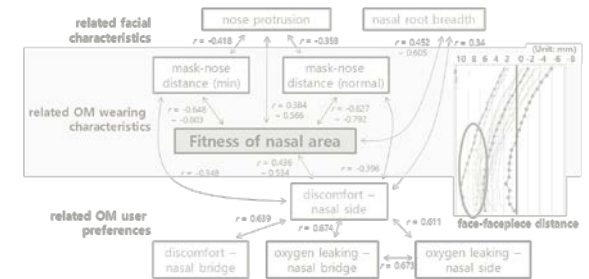 related facial
characteristics
nose protrusion
nasal root breadth
r = -0.418
r = -0.359
r = 0.452
- 0.605
r = 0.34
(Unit: mm)
10 8 6 4 2 0 -2 -4 -6 -8
mask-nose
distance (min)
mask-nose
distance (normal)
related OM wearing
characteristics
r = -0.648
- -0.803
r = 0.384
- 0.566
r = -0.627
- -0.792
Fitness of nasal area
r = -0.348
r = 0.436
- 0.534
r = -0.396
discomfort –
nasal side
face-facepiece distance
related OM user
preferences
r = 0.639
r = 0.674
r = 0.611
discomfort –
nasal bridge
oxygen leaking –
nasal bridge
r = 0.673
oxygen leaking –
nasal side